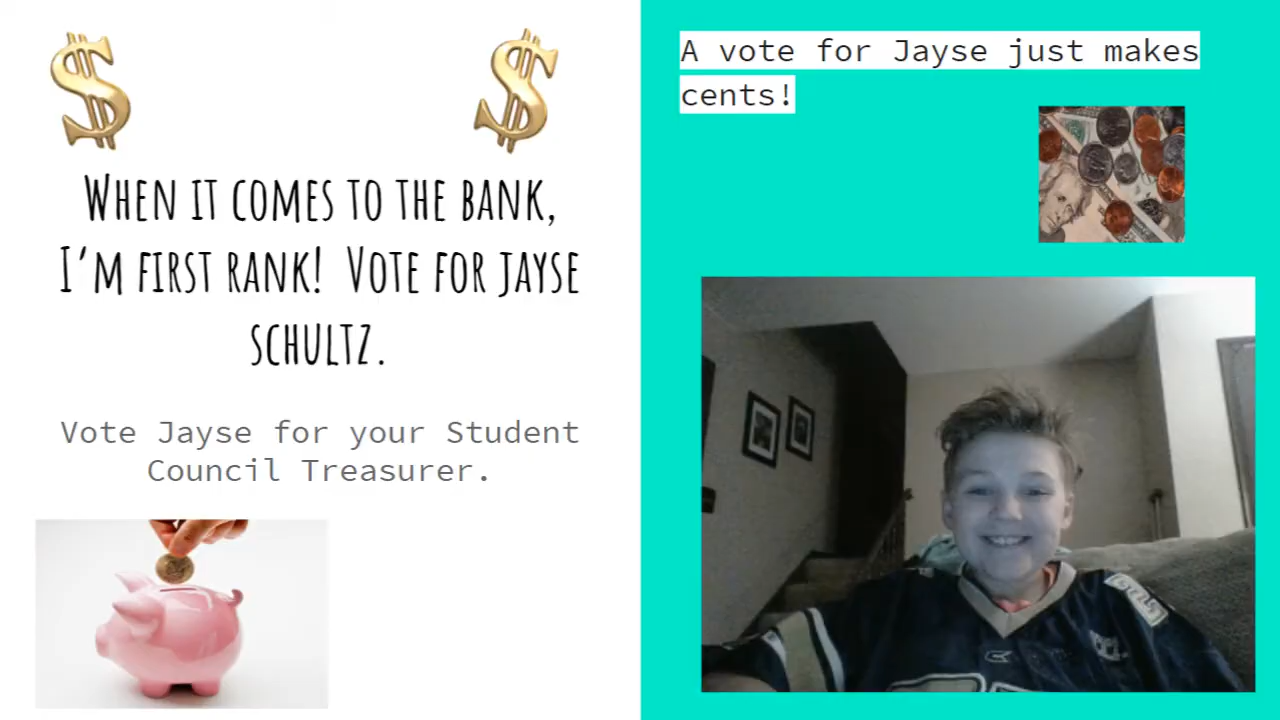 When it comes to the bank,
I'm first rank!  Vote for Jayse
Schultz.
Vote Jayse for your Student
Council Treasurer.
A vote for Jayse just makes
cents!